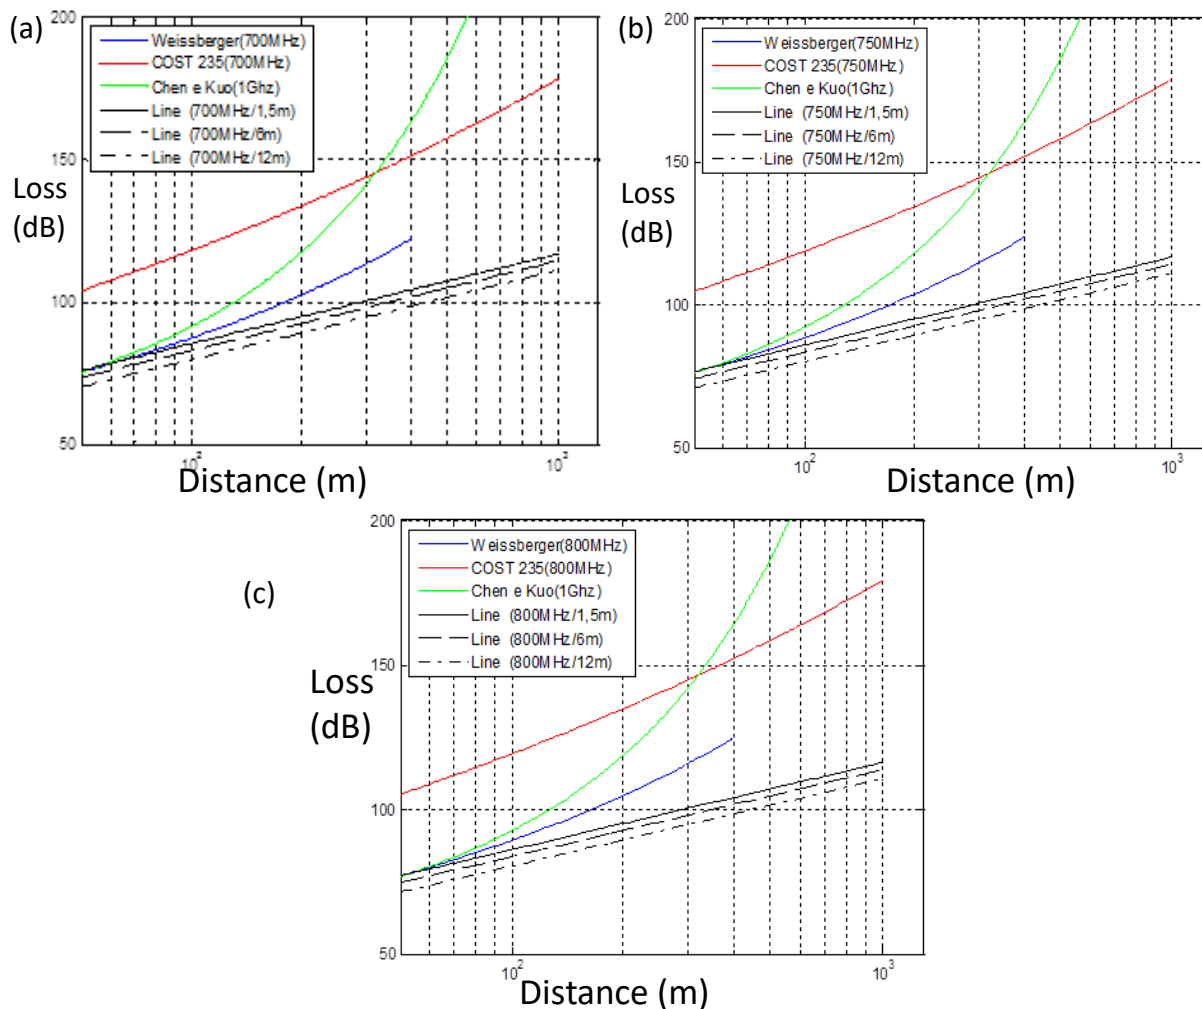 (a)
200
Weissberger(700MHz)
COST 235(700MHz)
Chen e Kuo(1Ghz)
Line (700MHz/1,5m)
Line (700MHz/6m)
Line (700MHz/12m)
150
Loss
(dB)
100
50
10²
10³
Distance (m)
(b)
200
Weissberger(750MHz)
COST 235(750MHz)
Chen e Kuo(1Ghz)
Line (750MHz/1,5m)
Line (750MHz/6m)
Line (750MHz/12m)
150
Loss
(dB)
100
50
10²
10³
Distance (m)
(c)
200
Weissberger(800MHz)
COST 235(800MHz)
Chen e Kuo(1Ghz)
Line (800MHz/1,5m)
Line (800MHz/6m)
Line (800MHz/12m)
150
Loss
(dB)
100
50
10²
10³
Distance (m)